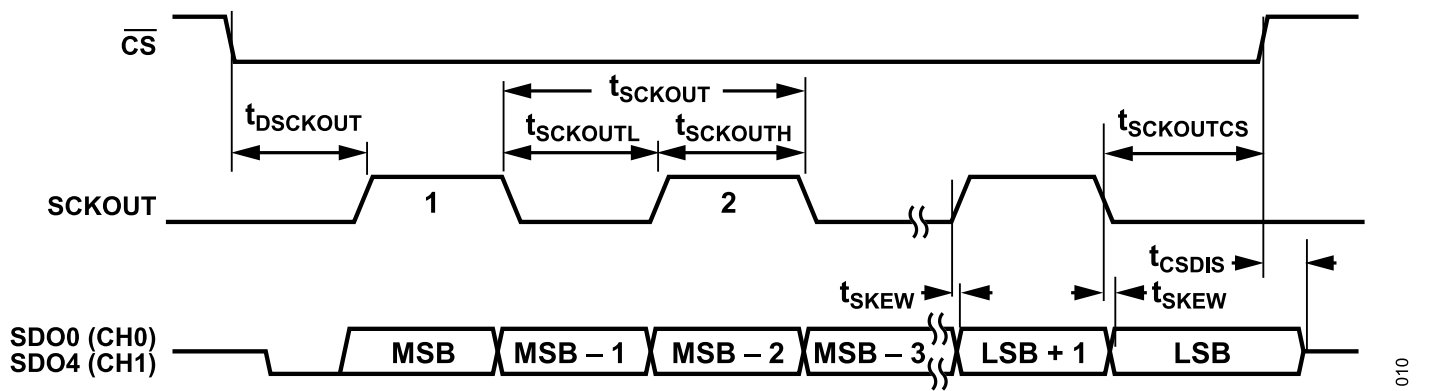 CS
tSCKOUT
tDSCKOUT
tSCKOUTL
tSCKOUTH
tSCKOUTCS
SCKOUT
1
2
tCSDIS
tSKEW
tSKEW
SDO0 (CH0)
SDO4 (CH1)
MSB
MSB – 1
MSB – 2
MSB – 3
LSB + 1
LSB
010